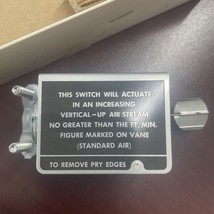 THIS SWITCH WILL ACTUATE
IN AN INCREASING
VERTICAL-UP AIR STREAM
NO GREATER THAN THE FT/MIN.
FIGURE MARKED ON VANE
(STANDARD AIR)
TO REMOVE PRY EDGES